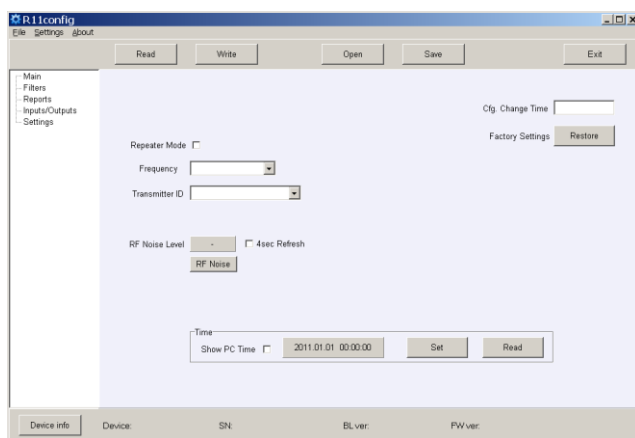 R11config
File Settings About
Read Write Open Save Exit
Main
Filters
Reports
Inputs/Outputs
Settings
Cfg. Change Time
Factory Settings Restore
Repeater Mode
Frequency
Transmitter ID
RF Noise Level - 4sec Refresh
RF Noise
Time
Show PC Time 2011.01.01 00:00:00 Set Read
Device info Device: SN: BL ver: FW ver: